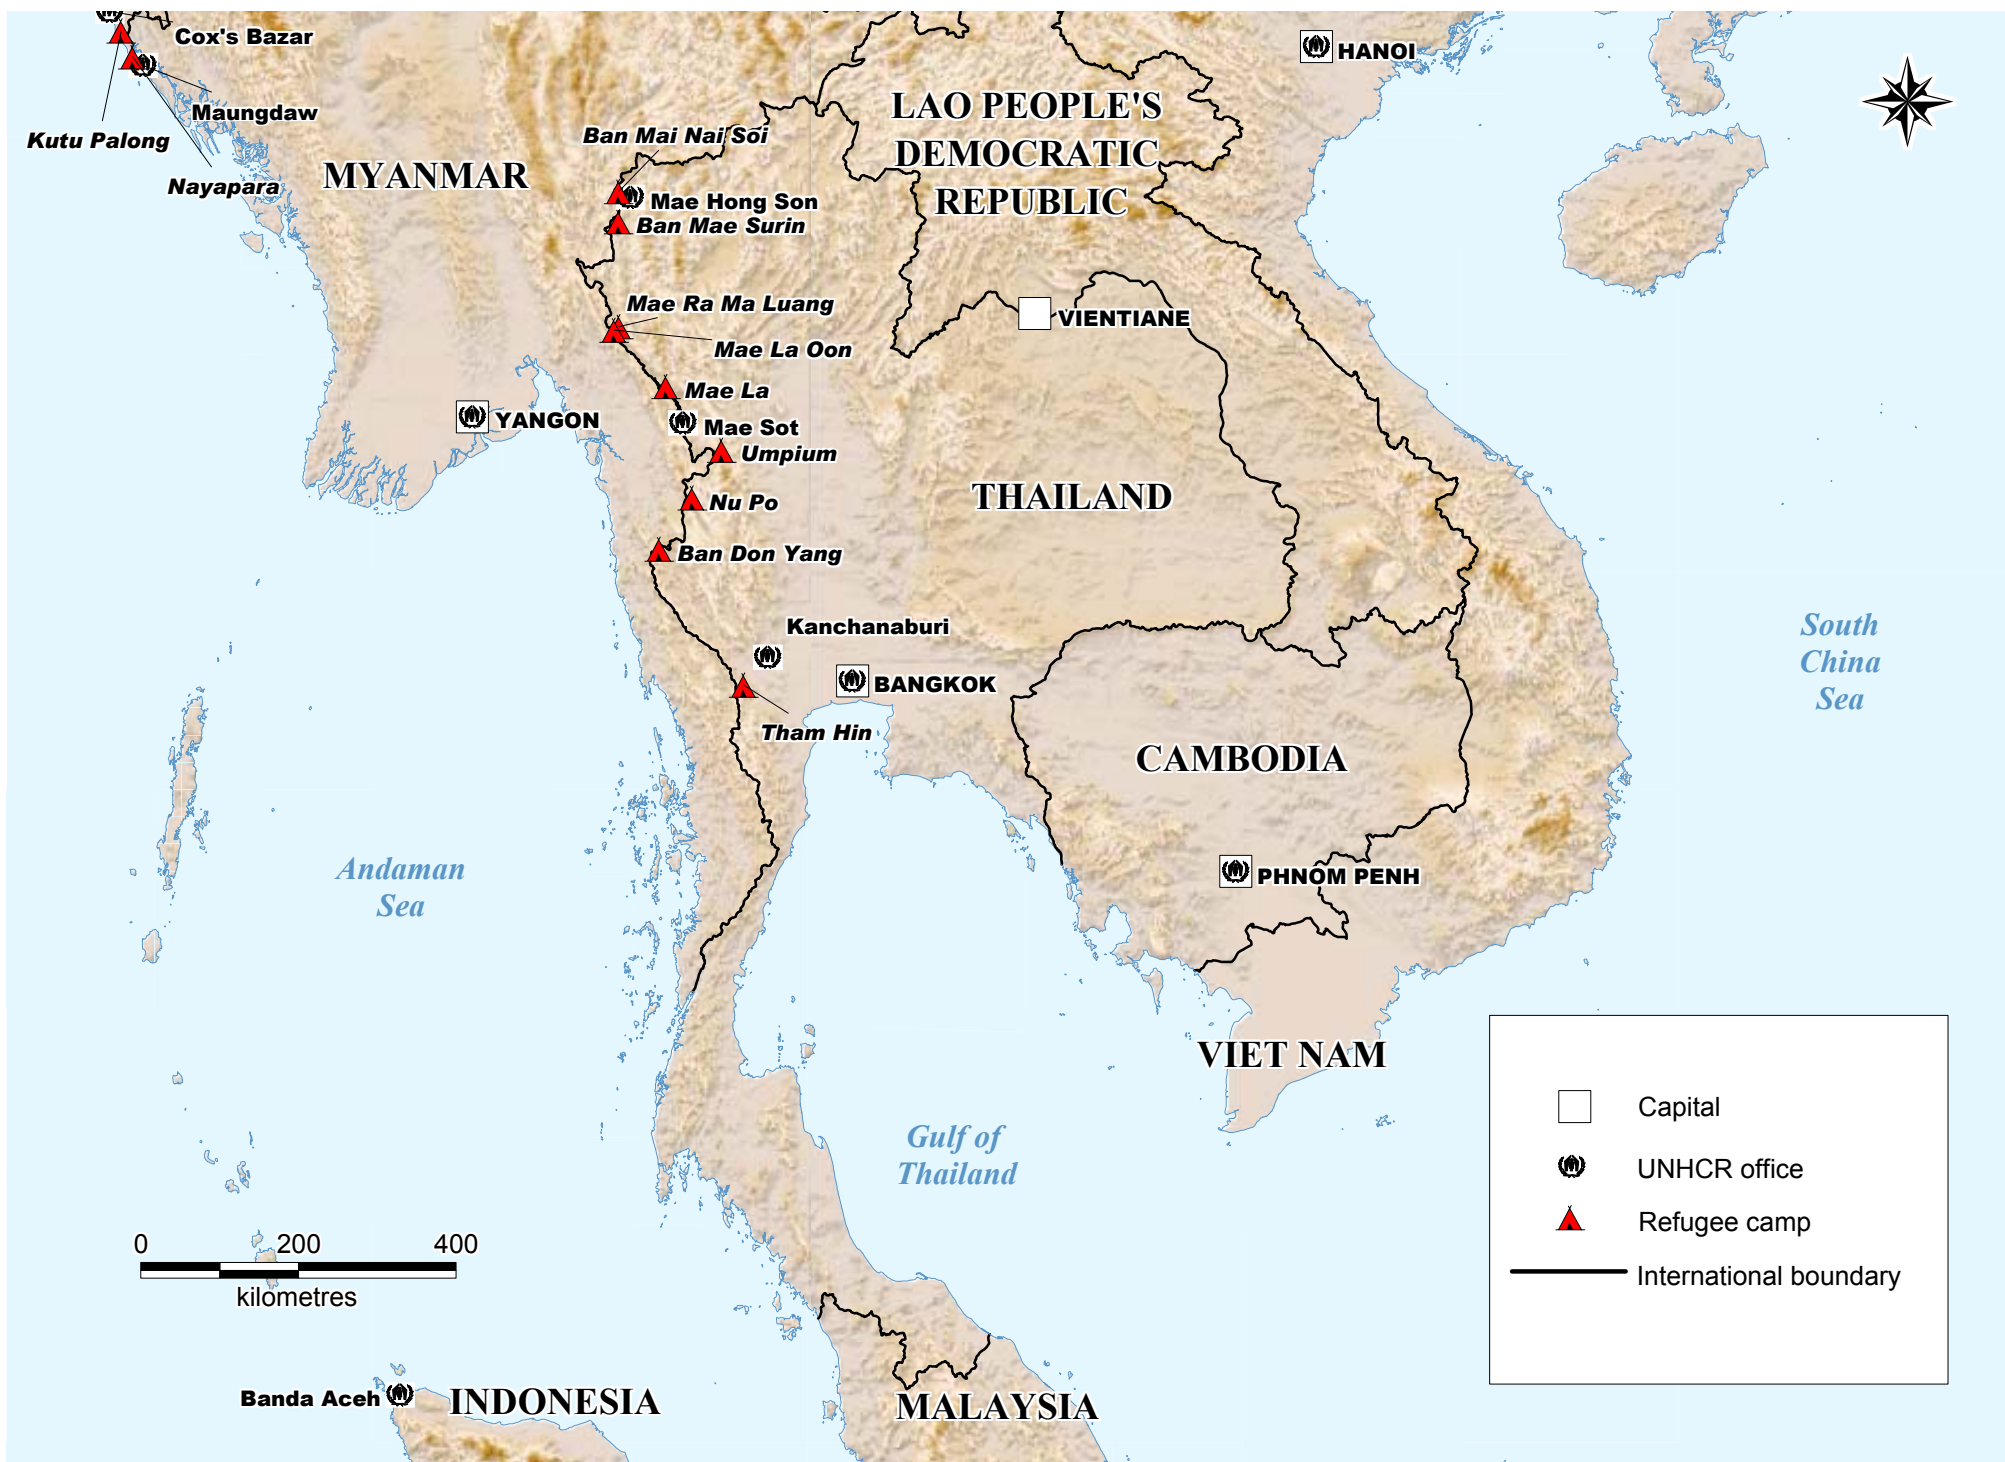 Cox's Bazar
HANOI
Maungdaw
Kutu Palong
Nayapara
MYANMAR
Ban Mai Nai Soi
LAO PEOPLE'S
DEMOCRATIC
REPUBLIC
Mae Hong Son
Ban Mae Surin
Mae Ra Ma Luang
VIENTIANE
Mae La Oon
Mae La
YANGON
Mae Sot
Umpium
THAILAND
Nu Po
Ban Don Yang
Kanchanaburi
BANGKOK
Tham Hin
South
China
Sea
CAMBODIA
Andaman
Sea
PHNOM PENH
VIET NAM
Gulf of
Thailand
Capital
UNHCR office
Refugee camp
International boundary
0 200 400
kilometres
Banda Aceh
INDONESIA
MALAYSIA